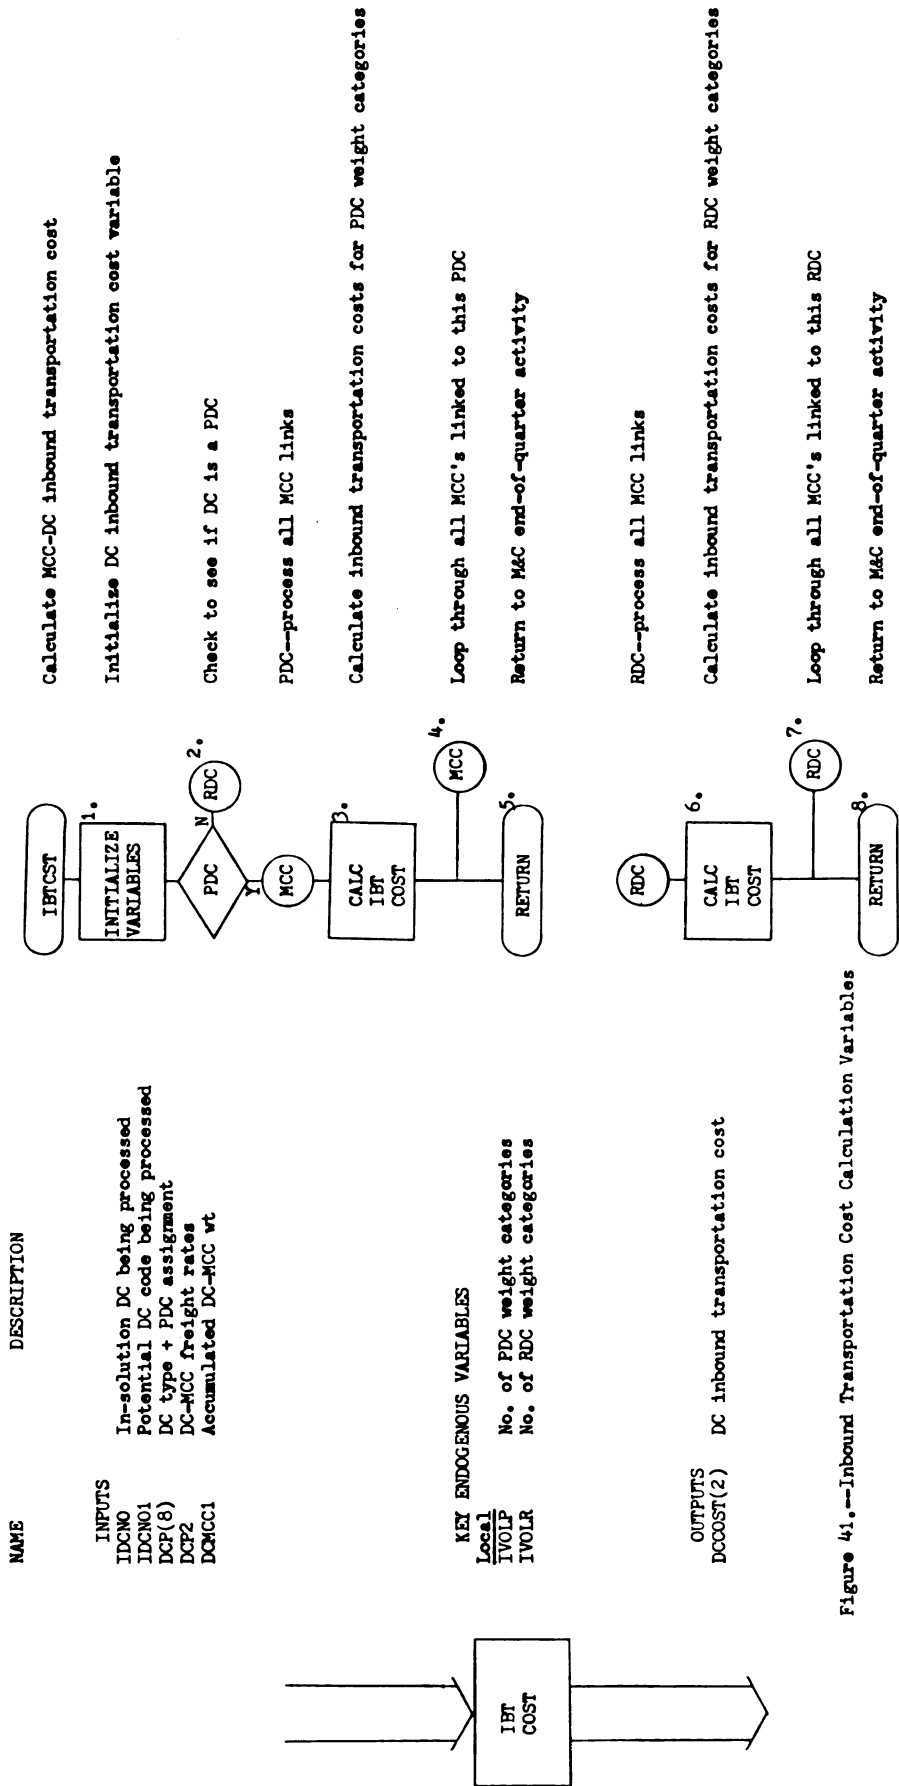 NAME DESCRIPTION
INPUTS
IDCNO In-solution DC being processed
IDCNO1 Potential DC code being processed
DCP(8) DC type + PDC assignment
DCP2 DC-MCC freight rates
DCMCC1 Accumulated DC-MCC wt
IBT
COST
KEY ENDOGENOUS VARIABLES
Local
IVOLP No. of PDC weight categories
IVOLR No. of RDC weight categories
OUTPUTS
DCCOST(2) DC inbound transportation cost
IBTCST Calculate MCC-DC inbound transportation cost
1.
INITIALIZE
VARIABLES
Initialize DC inbound transportation cost variable
PDC
N
Y
2.
RDC
Check to see if DC is a PDC
MCC PDC--process all MCC links
3.
CALC
IBT
COST
Calculate inbound transportation costs for PDC weight categories
4.
MCC Loop through all MCC's linked to this PDC
5.
RETURN Return to M&C end-of-quarter activity
RDC RDC--process all MCC links
6.
CALC
IBT
COST
Calculate inbound transportation costs for RDC weight categories
7.
RDC Loop through all MCC's linked to this RDC
8.
RETURN Return to M&C end-of-quarter activity
Figure 41.--Inbound Transportation Cost Calculation Variables